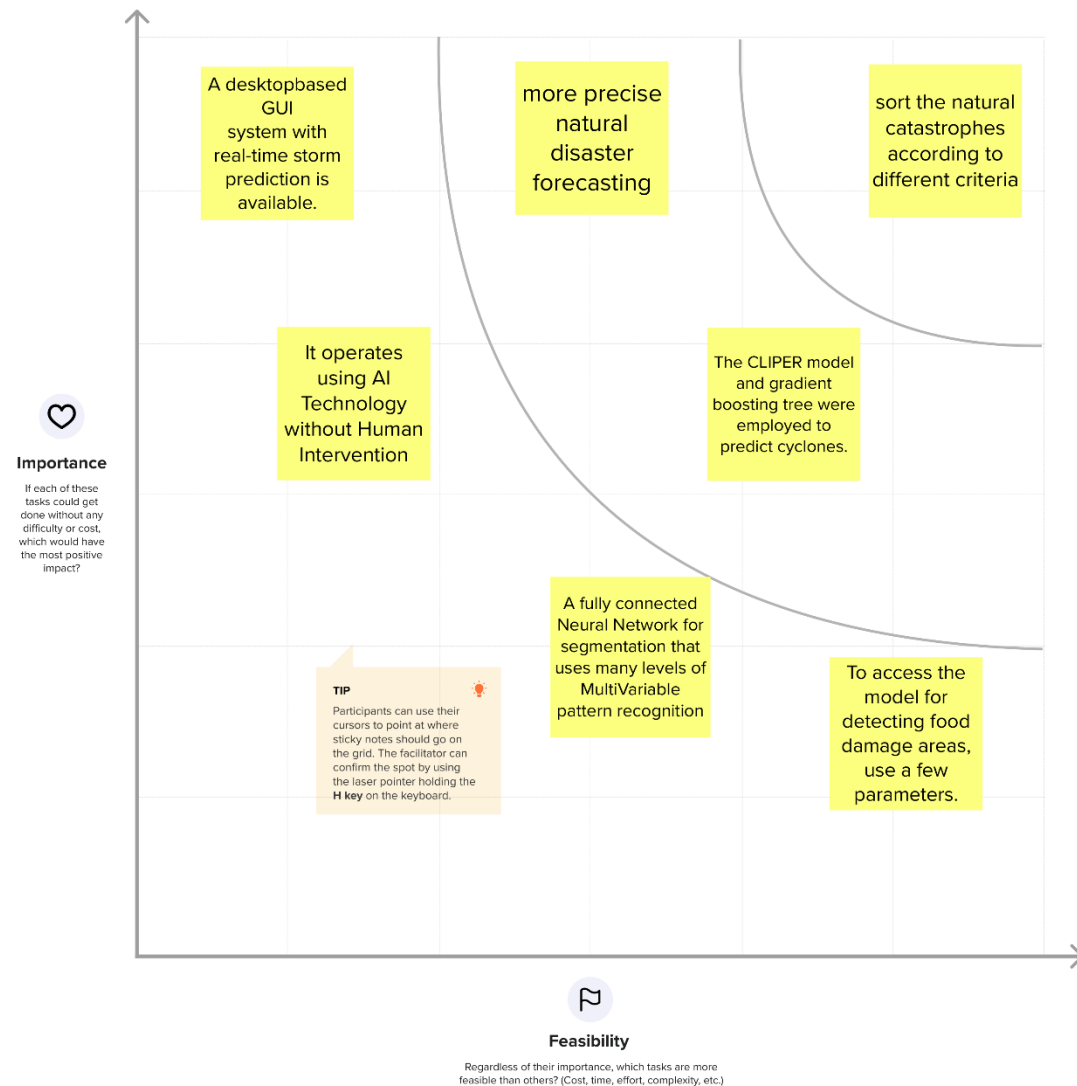 A desktopbased
GUI
system with
real-time storm
prediction is
available.
more precise
natural
disaster
forecasting
sort the natural
catastrophes
according to
different criteria
It operates
using AI
Technology
without Human
Intervention
The CLIPER model
and gradient
boosting tree were
employed to
predict cyclones.
Importance
If each of these
tasks could get
done without any
difficulty or cost,
which would have
the most positive
impact?
A fully connected
Neural Network for
segmentation that
uses many levels of
MultiVariable
pattern recognition
To access the
model for
detecting food
damage areas,
use a few
parameters.
TIP
Participants can use their
cursors to point at where
sticky notes should go on
the grid. The facilitator can
confirm the spot by using
the laser pointer holding the
H key on the keyboard.
Feasibility
Regardless of their importance, which tasks are more
feasible than others? (Cost, time, effort, complexity, etc.)